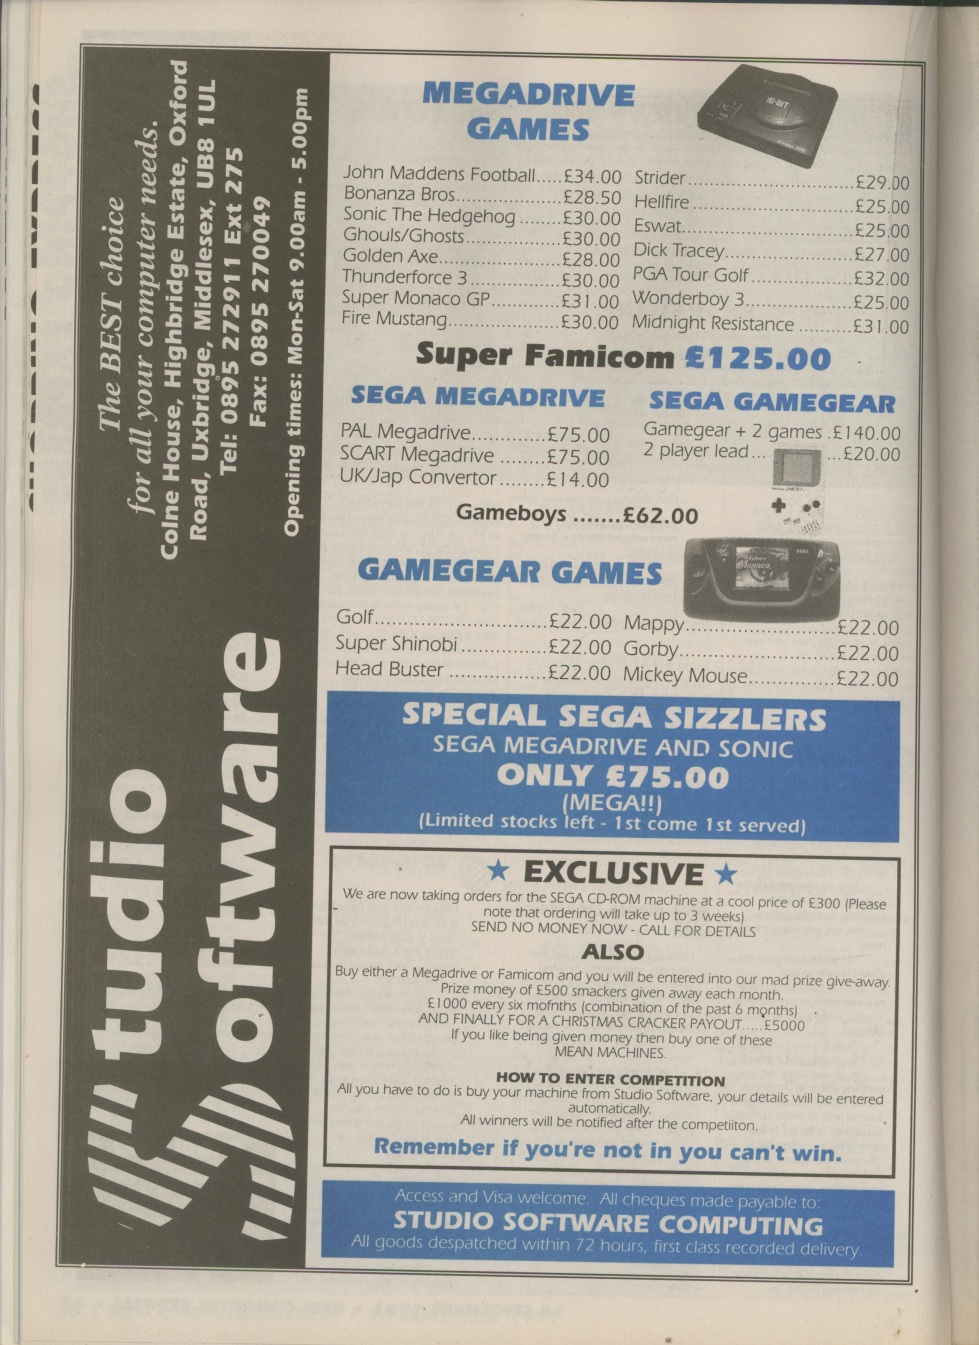 The BEST choice
for all your computer needs.
Colne House, Highbridge Estate, Oxford
Road, Uxbridge, Middlesex, UB8 1UL
Tel: 0895 272911 Ext 275
Fax: 0895 270049
Opening times: Mon-Sat 9.00am - 5.00pm
Studio
Software
MEGADRIVE
GAMES
16-BIT
John Maddens Football.....£34.00
Bonanza Bros....................£28.50
Sonic The Hedgehog .......£30.00
Ghouls/Ghosts.................£30.00
Golden Axe......................£28.00
Thunderforce 3................£30.00
Super Monaco GP............£31.00
Fire Mustang....................£30.00
Strider..............................£29.00
Hellfire.............................£25.00
Eswat...............................£25.00
Dick Tracey.......................£27.00
PGA Tour Golf...................£32.00
Wonderboy 3...................£25.00
Midnight Resistance .........£31.00
Super Famicom £125.00
SEGA MEGADRIVE
PAL Megadrive.............£75.00
SCART Megadrive ........£75.00
UK/Jap Convertor........£14.00
SEGA GAMEGEAR
Gamegear + 2 games .£140.00
2 player lead... ...£20.00
Gameboys .......£62.00
GAMEGEAR GAMES
Golf...............................£22.00
Super Shinobi................£22.00
Head Buster .................£22.00
Mappy...........................£22.00
Gorby............................£22.00
Mickey Mouse...............£22.00
SPECIAL SEGA SIZZLERS
SEGA MEGADRIVE AND SONIC
ONLY £75.00
(MEGA!!)
(Limited stocks left - 1st come 1st served)
★ EXCLUSIVE ★
We are now taking orders for the SEGA CD-ROM machine at a cool price of £300 (Please
note that ordering will take up to 3 weeks)
SEND NO MONEY NOW - CALL FOR DETAILS
ALSO
Buy either a Megadrive or Famicom and you will be entered into our mad prize give-away.
Prize money of £500 smackers given away each month.
£1000 every six mofnths (combination of the past 6 months)
AND FINALLY FOR A CHRISTMAS CRACKER PAYOUT.....£5000
If you like being given money then buy one of these
MEAN MACHINES.
HOW TO ENTER COMPETITION
All you have to do is buy your machine from Studio Software, your details will be entered
automatically.
All winners will be notified after the competiiton.
Remember if you're not in you can't win.
Access and Visa welcome. All cheques made payable to:
STUDIO SOFTWARE COMPUTING
All goods despatched within 72 hours, first class recorded delivery.